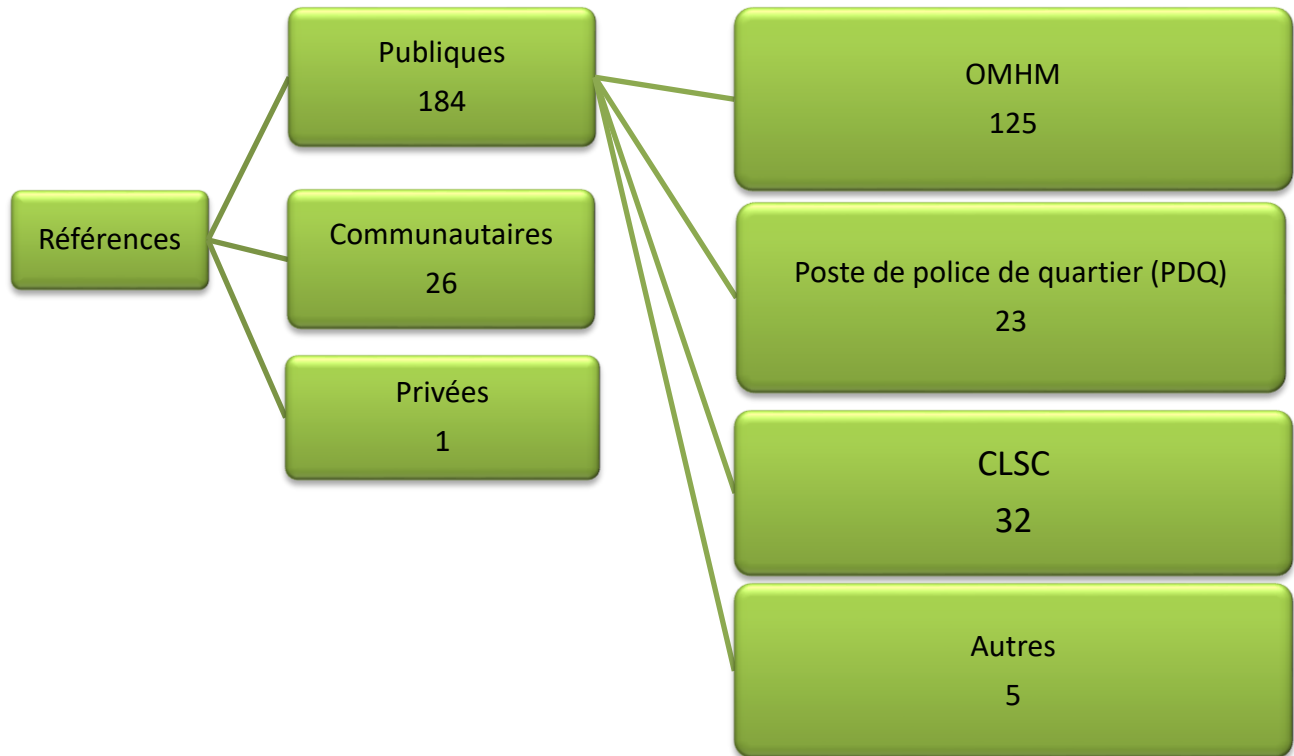 Références
Publiques
184
Communautaires
26
Privées
1
OMHM
125
Poste de police de quartier (PDQ)
23
CLSC
32
Autres
5